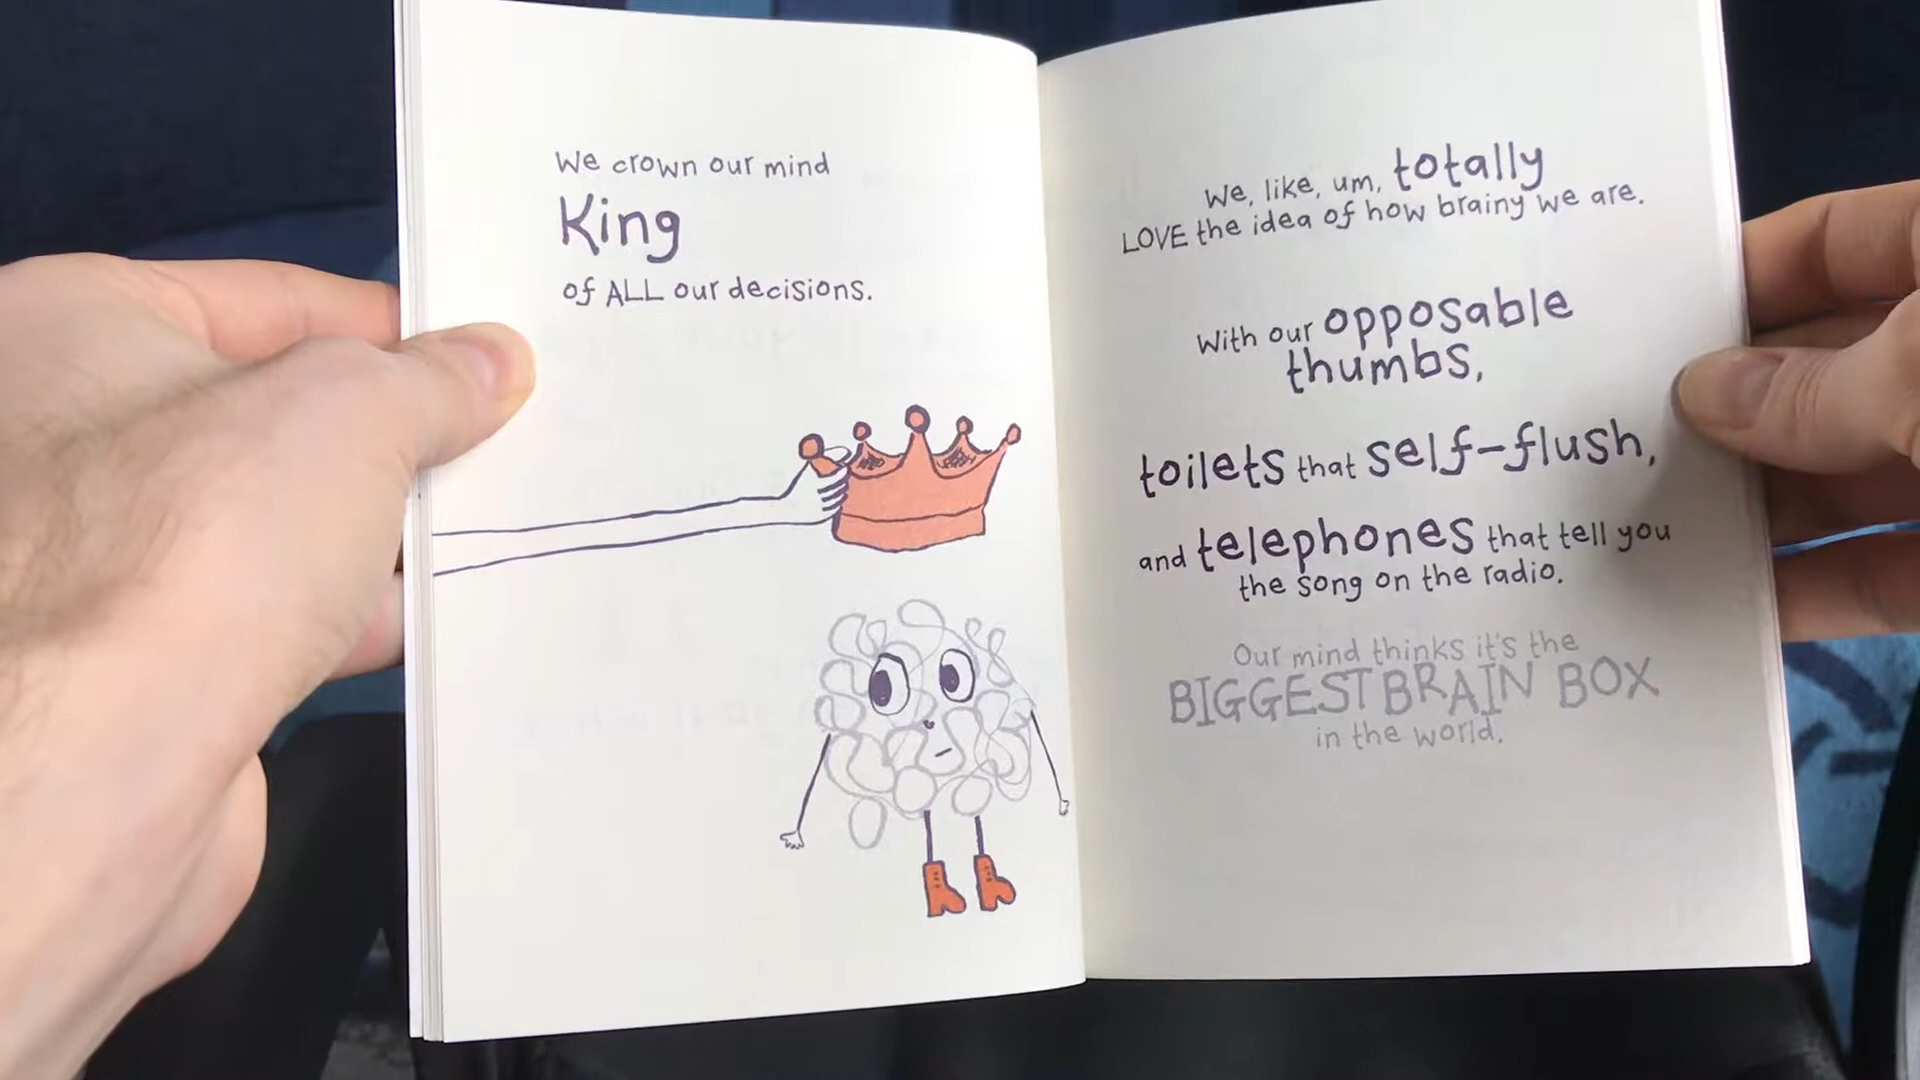 We crown our mind
King
of ALL our decisions.
We, like, um, totally
LOVE the idea of how brainy we are.
With our opposable
thumbs,
toilets that self-flush,
and telephones that tell you
the song on the radio.
Our mind thinks it's the
BIGGEST BRAIN BOX
in the world.